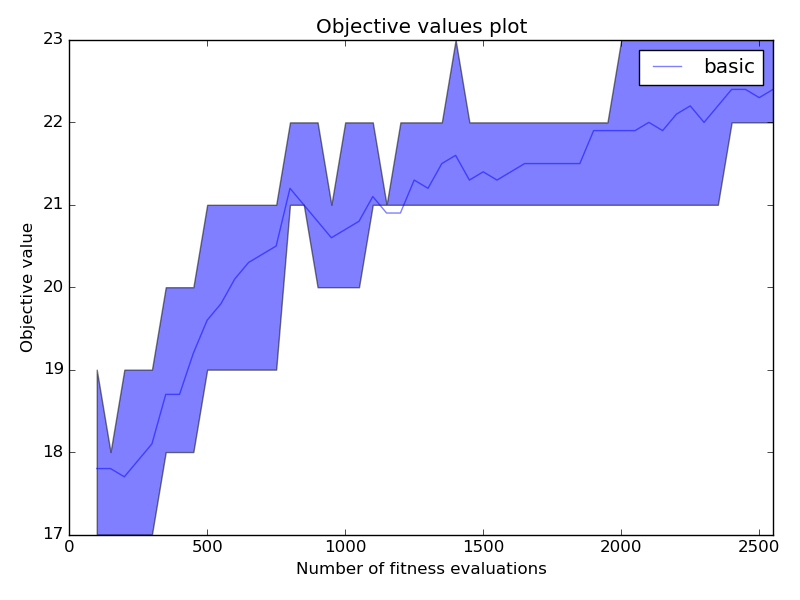 Objective values plot
basic
Objective value
23
22
21
20
19
18
17
0 500 1000 1500 2000 2500
Number of fitness evaluations